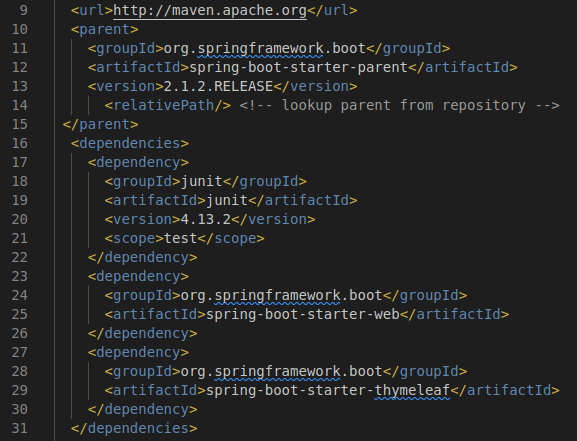 9 <url>http://maven.apache.org</url>
10 <parent>
11 <groupId>org.springframework.boot</groupId>
12 <artifactId>spring-boot-starter-parent</artifactId>
13 <version>2.1.2.RELEASE</version>
14 <relativePath/> <!-- lookup parent from repository -->
15 </parent>
16 <dependencies>
17 <dependency>
18 <groupId>junit</groupId>
19 <artifactId>junit</artifactId>
20 <version>4.13.2</version>
21 <scope>test</scope>
22 </dependency>
23 <dependency>
24 <groupId>org.springframework.boot</groupId>
25 <artifactId>spring-boot-starter-web</artifactId>
26 </dependency>
27 <dependency>
28 <groupId>org.springframework.boot</groupId>
29 <artifactId>spring-boot-starter-thymeleaf</artifactId>
30 </dependency>
31 </dependencies>